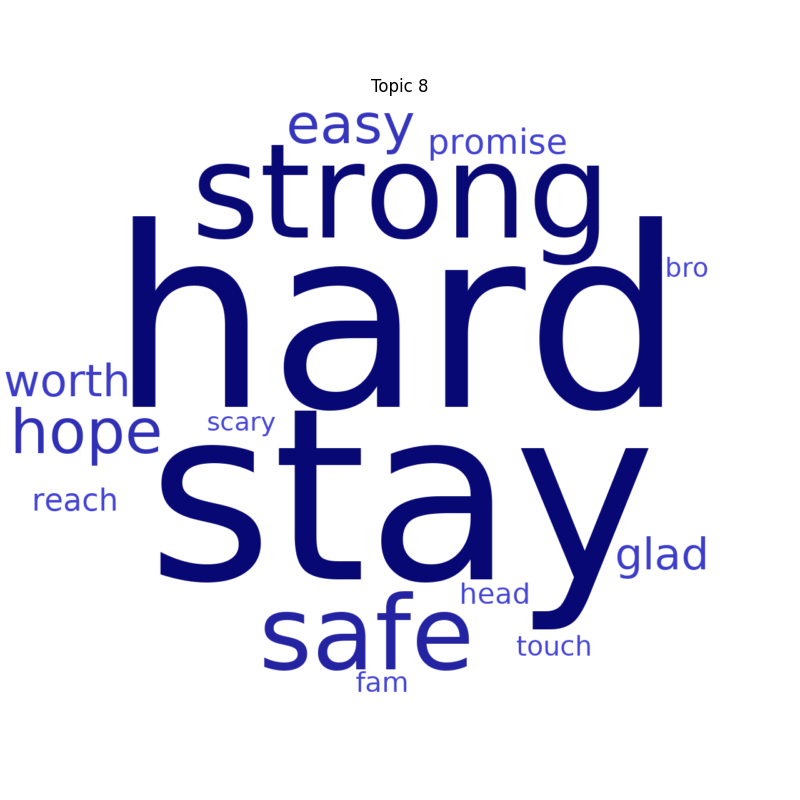 Topic 8
easy
promise
strong
hard
bro
worth
hope
scary
stay
reach
glad
head
safe
touch
fam